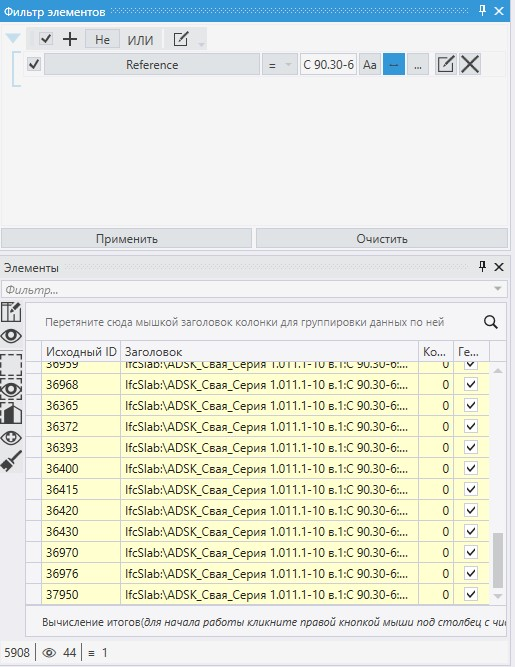 Фильтр элементов
Не ИЛИ
Reference = С 90.30-6 Aa ...
Применить Очистить
Элементы
Фильтр...
Перетяните сюда мышкой заголовок колонки для группировки данных по ней
Исходный ID Заголовок Ко... Ге...
36959 IfcSlab:\ADSK_Свая_Серия 1.011.1-10 в.1:С 90.30-6:... 0
36968 IfcSlab:\ADSK_Свая_Серия 1.011.1-10 в.1:С 90.30-6:... 0
36365 IfcSlab:\ADSK_Свая_Серия 1.011.1-10 в.1:С 90.30-6:... 0
36372 IfcSlab:\ADSK_Свая_Серия 1.011.1-10 в.1:С 90.30-6:... 0
36393 IfcSlab:\ADSK_Свая_Серия 1.011.1-10 в.1:С 90.30-6:... 0
36400 IfcSlab:\ADSK_Свая_Серия 1.011.1-10 в.1:С 90.30-6:... 0
36415 IfcSlab:\ADSK_Свая_Серия 1.011.1-10 в.1:С 90.30-6:... 0
36420 IfcSlab:\ADSK_Свая_Серия 1.011.1-10 в.1:С 90.30-6:... 0
36430 IfcSlab:\ADSK_Свая_Серия 1.011.1-10 в.1:С 90.30-6:... 0
36970 IfcSlab:\ADSK_Свая_Серия 1.011.1-10 в.1:С 90.30-6:... 0
36976 IfcSlab:\ADSK_Свая_Серия 1.011.1-10 в.1:С 90.30-6:... 0
37950 IfcSlab:\ADSK_Свая_Серия 1.011.1-10 в.1:С 90.30-6:... 0
Вычисление итогов(для начала работы кликните правой кнопкой мыши под столбец с чи
5908 44 = 1